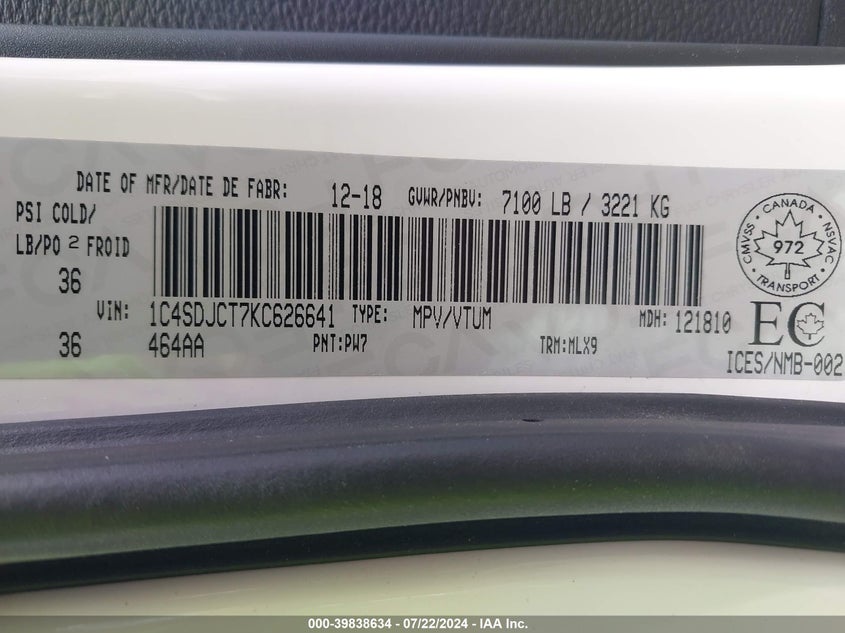 DATE OF MFR/DATE DE FABR: 12-18 GVWR/PNBV: 7100 LB / 3221 KG
PSI COLD/
LB/PO 2 FROID
36
VIN: 1C4SDJCT7KC626641 TYPE: MPV/VTUM MDH: 121810
36 464AA PNT:PW7 TRM:MLX9
CANADA
CMVSS NSVAC
972
TRANSPORT
EC
ICES/NMB-002
000-39838634 - 07/22/2024 - IAA Inc.